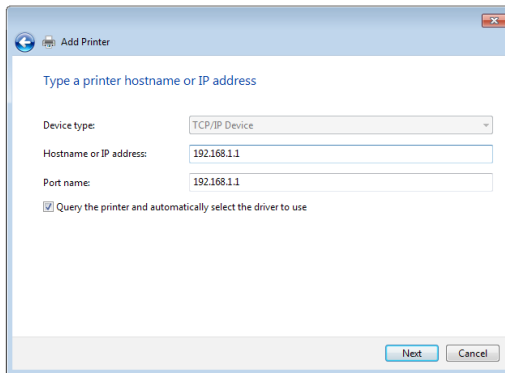 Add Printer
Type a printer hostname or IP address
Device type: TCP/IP Device
Hostname or IP address: 192.168.1.1
Port name: 192.168.1.1
Query the printer and automatically select the driver to use
Next Cancel